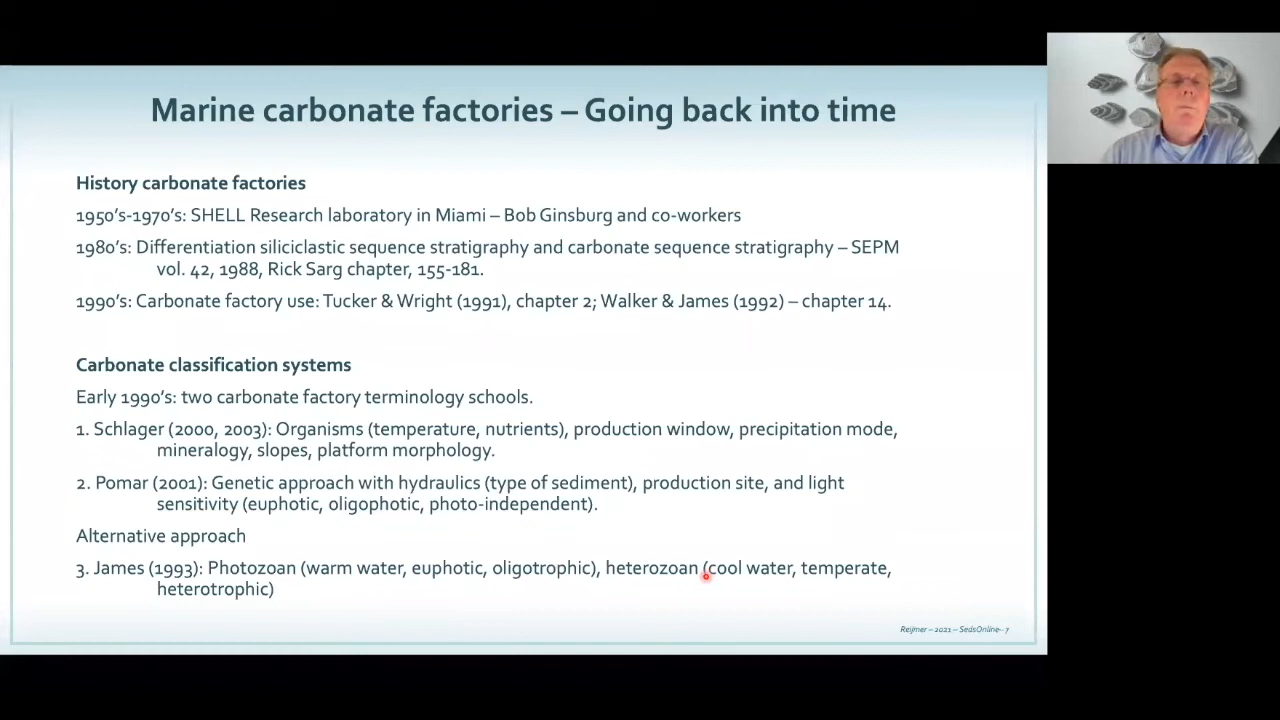 Marine carbonate factories – Going back into time
History carbonate factories
1950's-1970's: SHELL Research laboratory in Miami – Bob Ginsburg and co-workers
1980's: Differentiation siliciclastic sequence stratigraphy and carbonate sequence stratigraphy – SEPM
vol. 42, 1988, Rick Sarg chapter, 155-181.
1990's: Carbonate factory use: Tucker & Wright (1991), chapter 2; Walker & James (1992) – chapter 14.
Carbonate classification systems
Early 1990's: two carbonate factory terminology schools.
1. Schlager (2000, 2003): Organisms (temperature, nutrients), production window, precipitation mode,
mineralogy, slopes, platform morphology.
2. Pomar (2001): Genetic approach with hydraulics (type of sediment), production site, and light
sensitivity (euphotic, oligophotic, photo-independent).
Alternative approach
3. James (1993): Photozoan (warm water, euphotic, oligotrophic), heterozoan (cool water, temperate,
heterotrophic)
Reijmer – 2021 – SedsOnline– 7